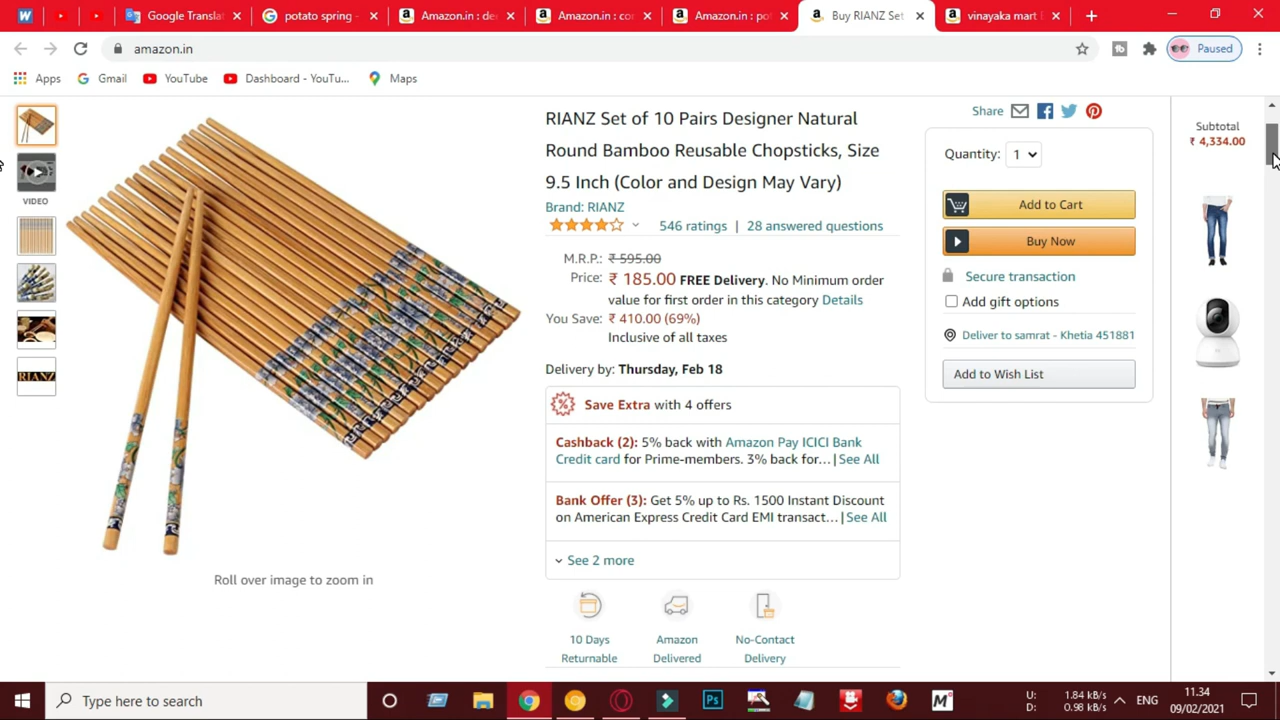 Google Transla
potato spring -
Amazon.in : de
Amazon.in : co
Amazon.in : po
Buy RIANZ Set
vinayaka mart
amazon.in
Paused
Apps
Gmail
YouTube
Dashboard - YouTu...
Maps
VIDEO
RIANZ
Roll over image to zoom in
RIANZ Set of 10 Pairs Designer Natural
Round Bamboo Reusable Chopsticks, Size
9.5 Inch (Color and Design May Vary)
Brand: RIANZ
546 ratings | 28 answered questions
M.R.P.: ₹ 595.00
Price: ₹ 185.00 FREE Delivery. No Minimum order
value for first order in this category Details
You Save: ₹ 410.00 (69%)
Inclusive of all taxes
Delivery by: Thursday, Feb 18
Save Extra with 4 offers
Cashback (2): 5% back with Amazon Pay ICICI Bank
Credit card for Prime-members. 3% back for... | See All
Bank Offer (3): Get 5% up to Rs. 1500 Instant Discount
on American Express Credit Card EMI transact... | See All
See 2 more
10 Days
Returnable
Amazon
Delivered
No-Contact
Delivery
Share
Quantity: 1
Add to Cart
Buy Now
Secure transaction
Add gift options
Deliver to samrat - Khetia 451881
Add to Wish List
Subtotal
₹ 4,334.00
Type here to search
U: 1.84 kB/s
D: 0.98 kB/s
ENG
11.34
09/02/2021